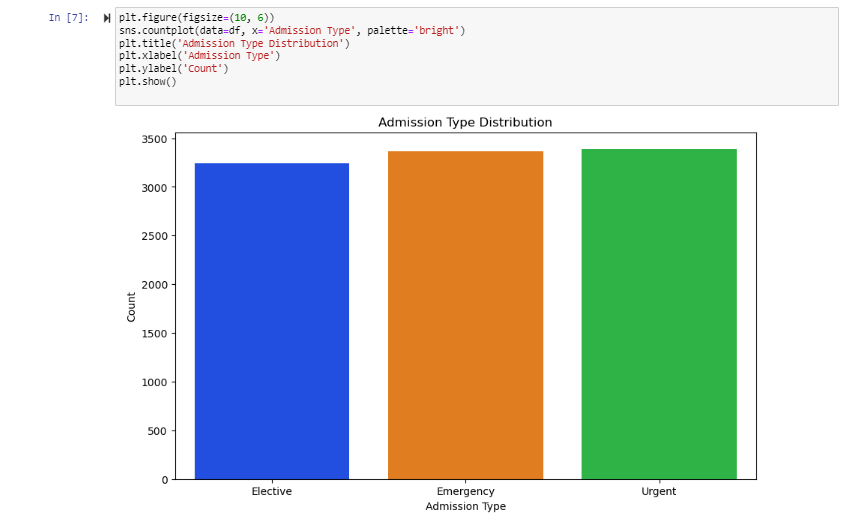 In [7]:
plt.figure(figsize=(10, 6))
sns.countplot(data=df, x='Admission Type', palette='bright')
plt.title('Admission Type Distribution')
plt.xlabel('Admission Type')
plt.ylabel('Count')
plt.show()
Admission Type Distribution
3500
3000
2500
2000
1500
1000
500
0
Count
Elective Emergency Urgent
Admission Type